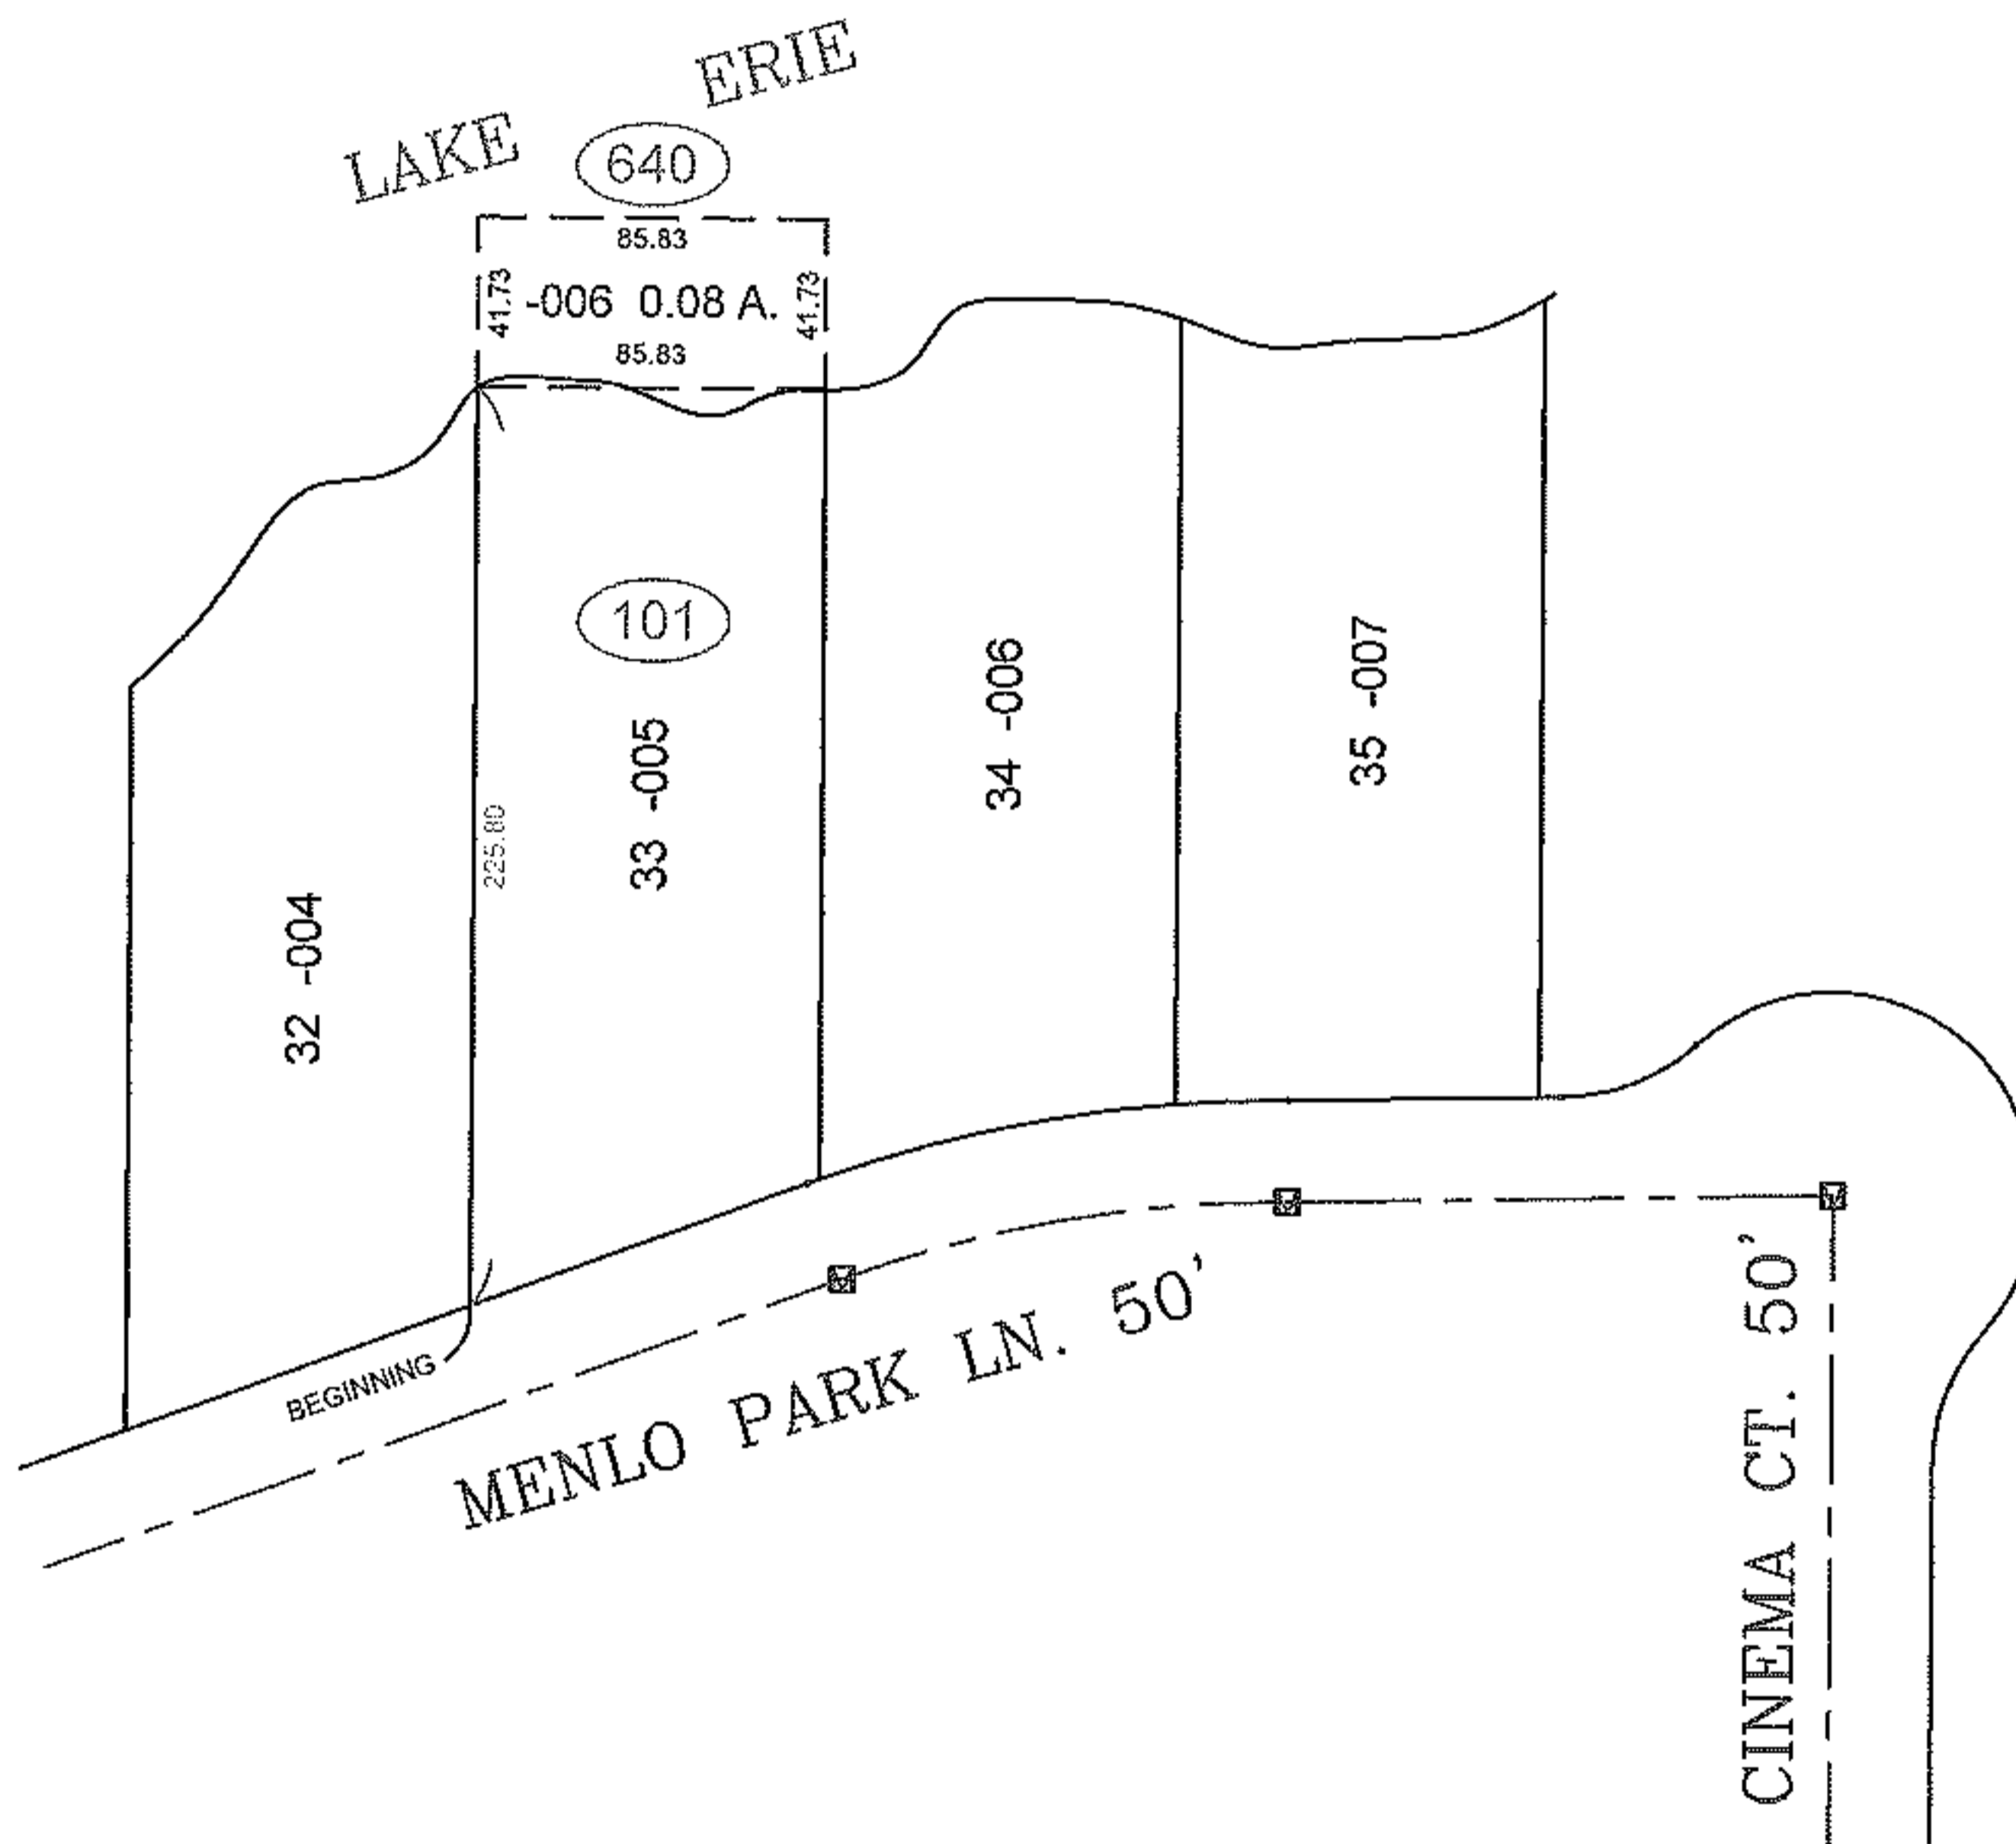 LAKE ERIE
640
85.83
41.73
-006 0.08 A.
41.73
85.83
101
32 -004
225.80
33 -005
34 -006
35 -007
BEGINNING
MENLO PARK LN. 50'
CINEMA CT. 50'